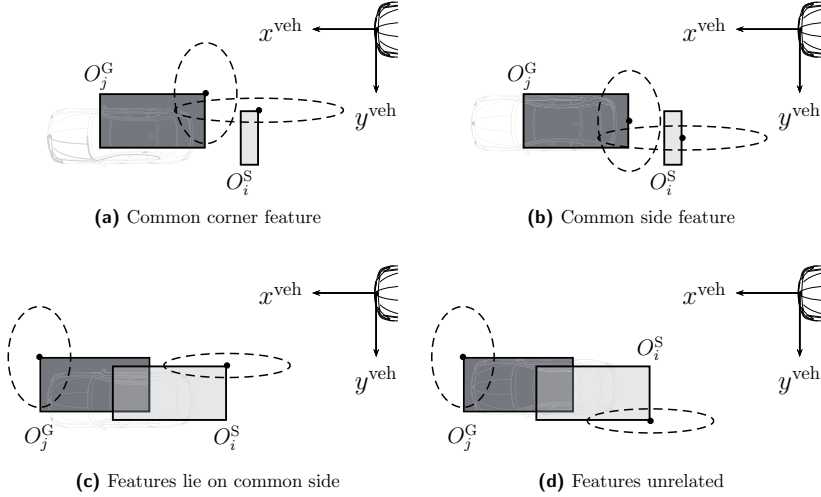 x^veh
x^veh
O_j^G
O_j^G
y^veh
y^veh
O_i^S
O_i^S
(a) Common corner feature
(b) Common side feature
x^veh
x^veh
O_i^S
y^veh
y^veh
O_j^G
O_i^S
O_j^G
(c) Features lie on common side
(d) Features unrelated